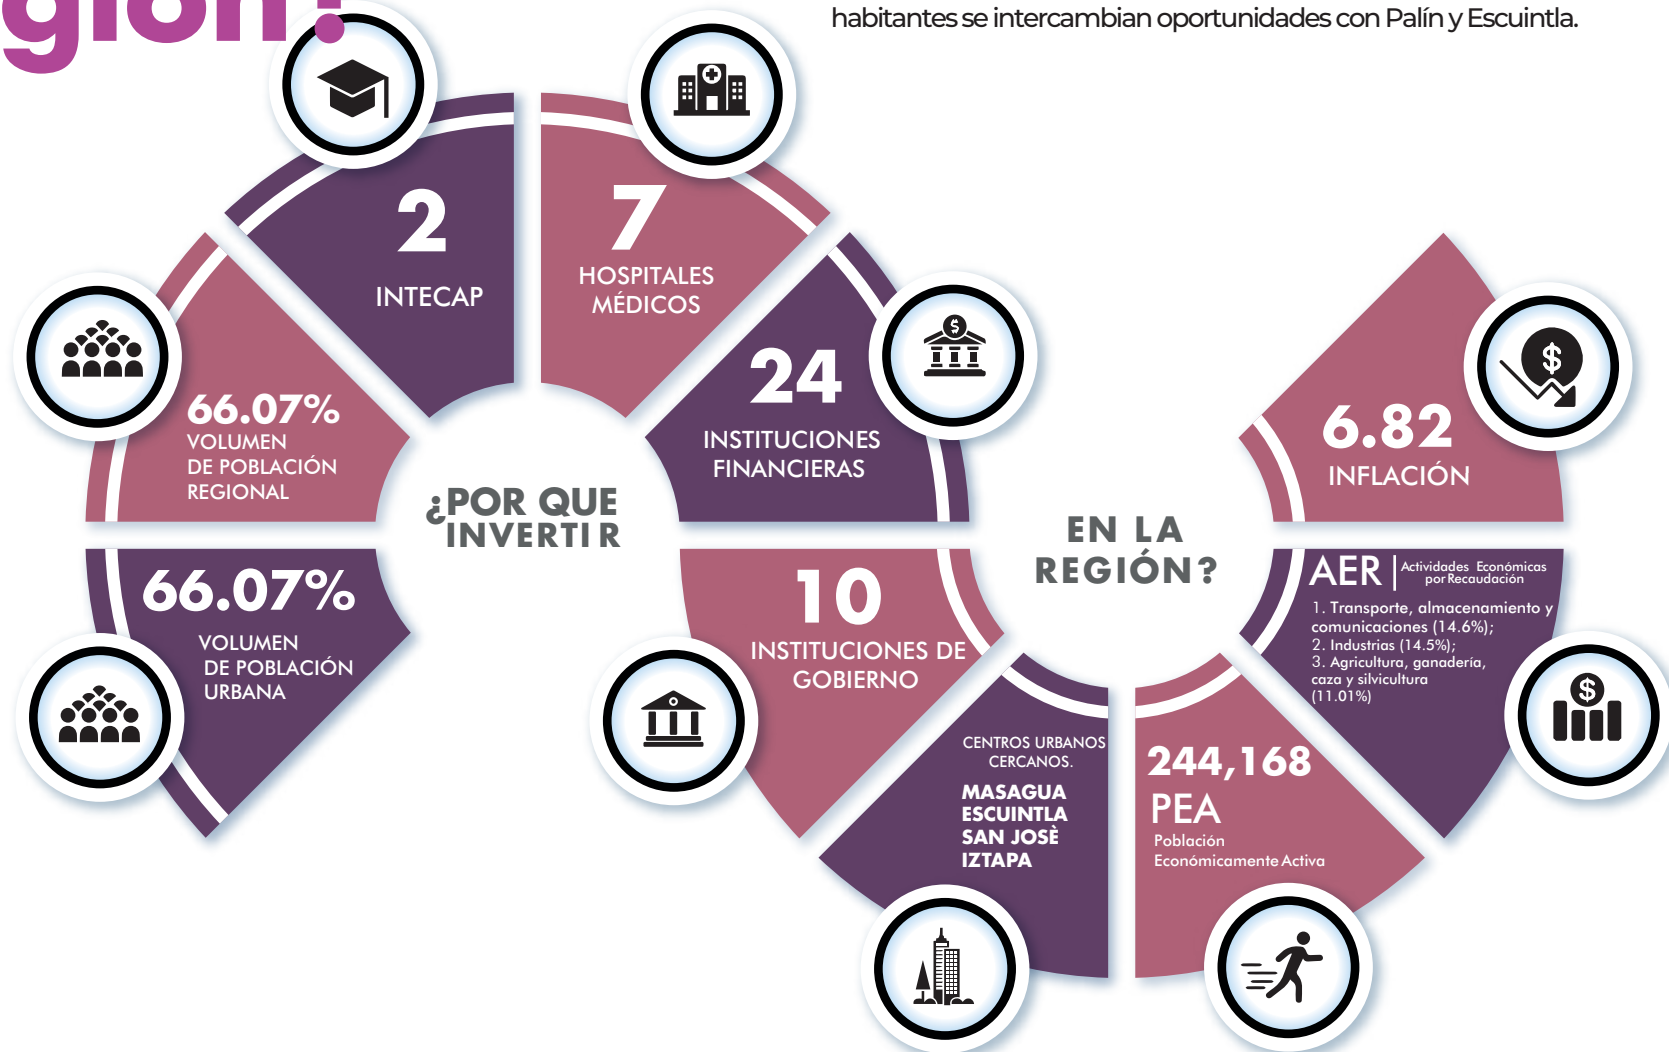 gión?
habitantes se intercambian oportunidades con Palín y Escuintla.
2
INTECAP
7
HOSPITALES
MÉDICOS
66.07%
VOLUMEN
DE POBLACIÓN
REGIONAL
24
INSTITUCIONES
FINANCIERAS
66.07%
VOLUMEN
DE POBLACIÓN
URBANA
¿POR QUE
INVERTIR
EN LA
REGIÓN?
10
INSTITUCIONES DE
GOBIERNO
CENTROS URBANOS
CERCANOS.
MASAGUA
ESCUINTLA
SAN JOSÈ
IZTAPA
244,168
PEA
Población
Económicamente Activa
AER | Actividades Económicas
por Recaudación
1. Transporte, almacenamiento y
comunicaciones (14.6%);
2. Industrias (14.5%);
3. Agricultura, ganadería,
caza y silvicultura
(11.01%)
6.82
INFLACIÓN